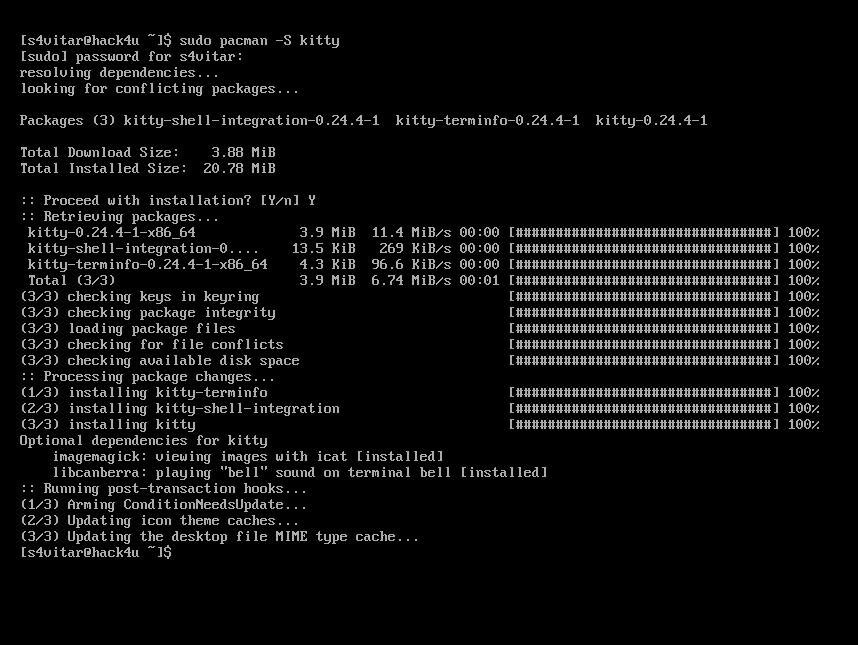 [s4vitar@hack4u ~]$ sudo pacman -S kitty
[sudo] password for s4vitar:
resolving dependencies...
looking for conflicting packages...
Packages (3) kitty-shell-integration-0.24.4-1  kitty-terminfo-0.24.4-1  kitty-0.24.4-1
Total Download Size:    3.88 MiB
Total Installed Size:  20.78 MiB
:: Proceed with installation? [Y/n] Y
:: Retrieving packages...
 kitty-0.24.4-1-x86_64             3.9 MiB  11.4 MiB/s 00:00 [################################] 100%
 kitty-shell-integration-0....    13.5 KiB   269 KiB/s 00:00 [################################] 100%
 kitty-terminfo-0.24.4-1-x86_64    4.3 KiB  96.6 KiB/s 00:00 [################################] 100%
 Total (3/3)                       3.9 MiB  6.74 MiB/s 00:01 [################################] 100%
(3/3) checking keys in keyring                               [################################] 100%
(3/3) checking package integrity                             [################################] 100%
(3/3) loading package files                                  [################################] 100%
(3/3) checking for file conflicts                            [################################] 100%
(3/3) checking available disk space                          [################################] 100%
:: Processing package changes...
(1/3) installing kitty-terminfo                              [################################] 100%
(2/3) installing kitty-shell-integration                     [################################] 100%
(3/3) installing kitty                                       [################################] 100%
Optional dependencies for kitty
    imagemagick: viewing images with icat [installed]
    libcanberra: playing "bell" sound on terminal bell [installed]
:: Running post-transaction hooks...
(1/3) Arming ConditionNeedsUpdate...
(2/3) Updating icon theme caches...
(3/3) Updating the desktop file MIME type cache...
[s4vitar@hack4u ~]$